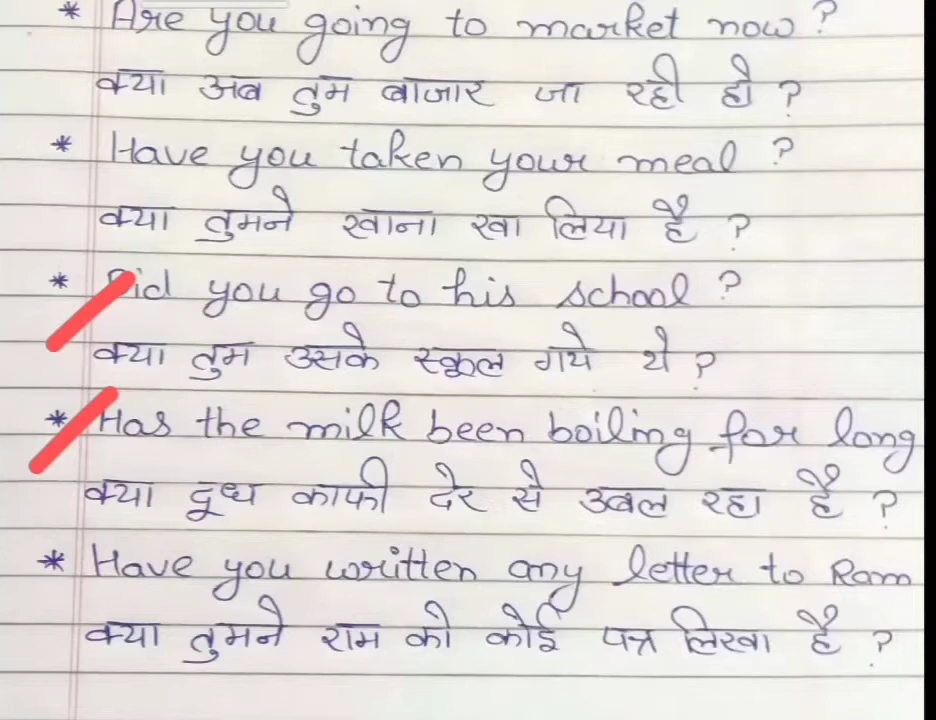 * Are you going to market now?
क्या अब तुम बाजार जा रही हो ?
* Have you taken your meal ?
क्या तुमने खाना खा लिया है ?
* Did you go to his school ?
क्या तुम उसके स्कूल गये थे ?
* Has the milk been boiling for long
क्या दूध काफी देर से उबल रहा है ?
* Have you written any letter to Ram
क्या तुमने राम को कोई पत्र लिखा है ?